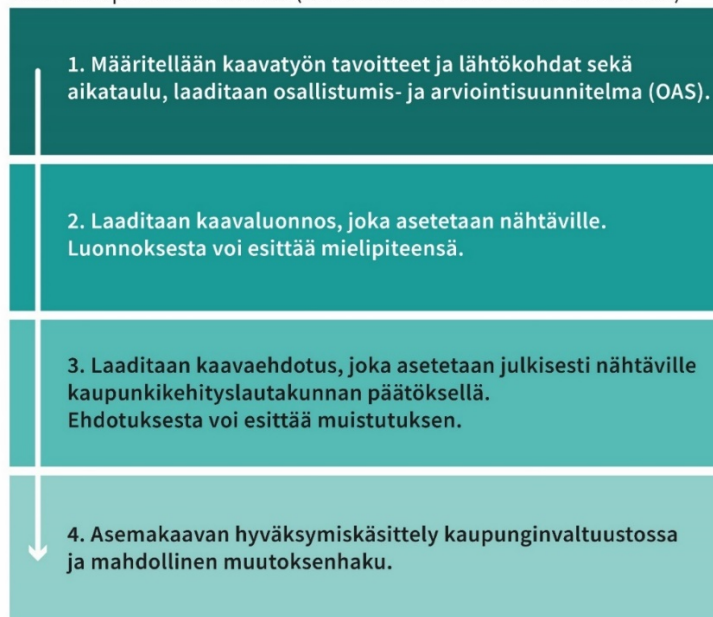 1. Määritellään kaavatyön tavoitteet ja lähtökohdat sekä
aikataulu, laaditaan osallistumis- ja arviointisuunnitelma (OAS).
2. Laaditaan kaavaluonnos, joka asetetaan nähtäville.
Luonnoksesta voi esittää mielipiteensä.
3. Laaditaan kaavaehdotus, joka asetetaan julkisesti nähtäville
kaupunkikehityslautakunnan päätöksellä.
Ehdotuksesta voi esittää muistutuksen.
4. Asemakaavan hyväksymiskäsittely kaupunginvaltuustossa
ja mahdollinen muutoksenhaku.